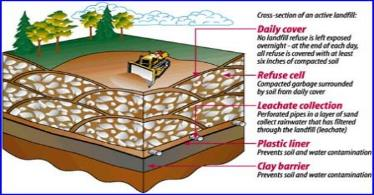 Cross-section of an active landfill:
Daily cover
No landfill refuse is left exposed
overnight - at the end of each day,
all refuse is covered with at least
six inches of compacted soil
Refuse cell
Compacted garbage surrounded
by soil from daily cover
Leachate collection
Perforated pipes in a layer of sand
collect rainwater that has filtered
through the landfill (leachate)
Plastic liner
Prevents soil and water contamination
Clay barrier
Prevents soil and water contamination